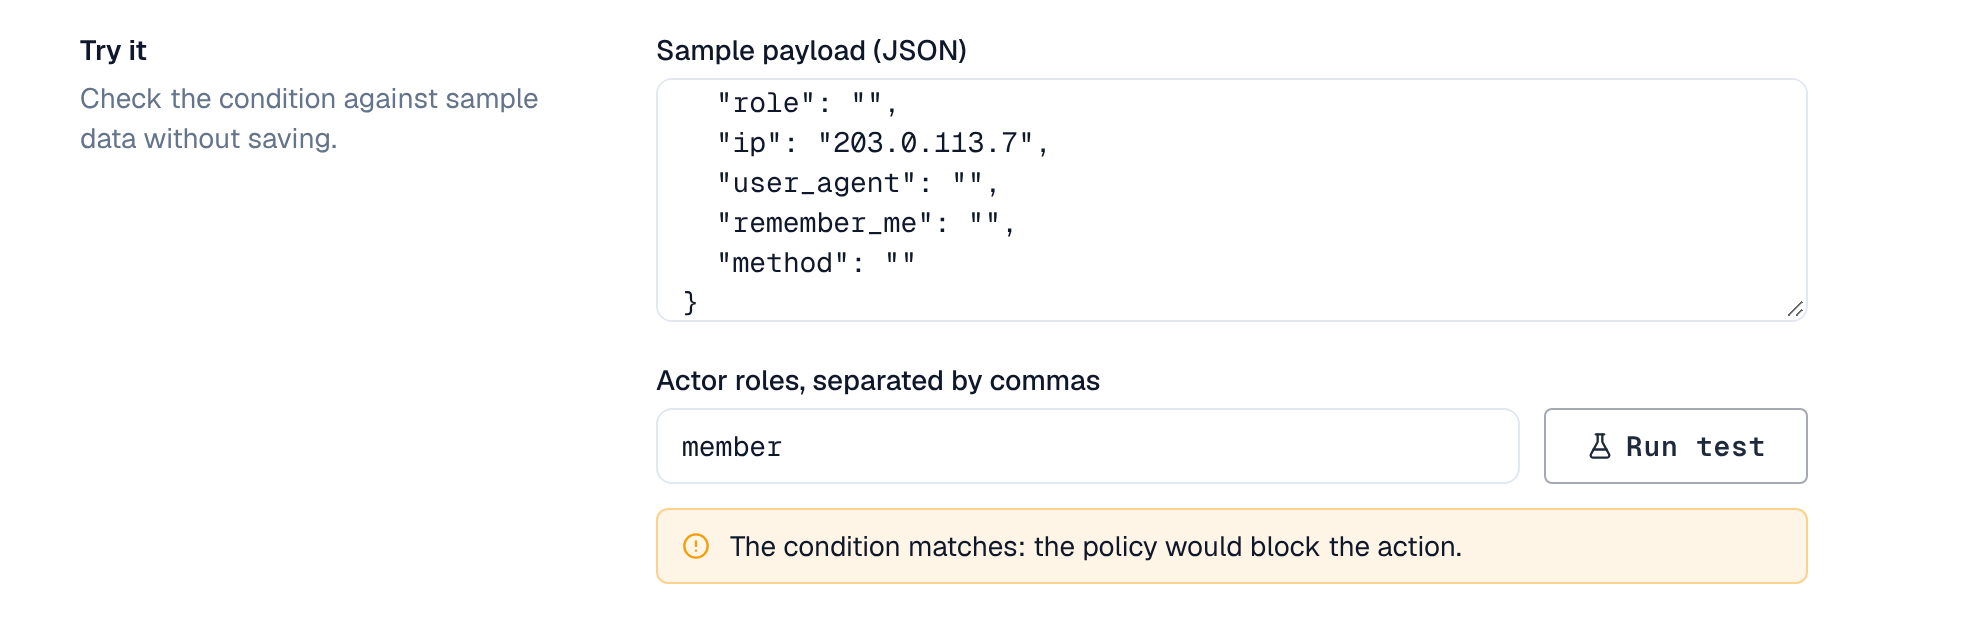 Try it
Check the condition against sample
data without saving.
Sample payload (JSON)
"role": "",
"ip": "203.0.113.7",
"user_agent": "",
"remember_me": "",
"method": ""
}
Actor roles, separated by commas
member
Run test
The condition matches: the policy would block the action.